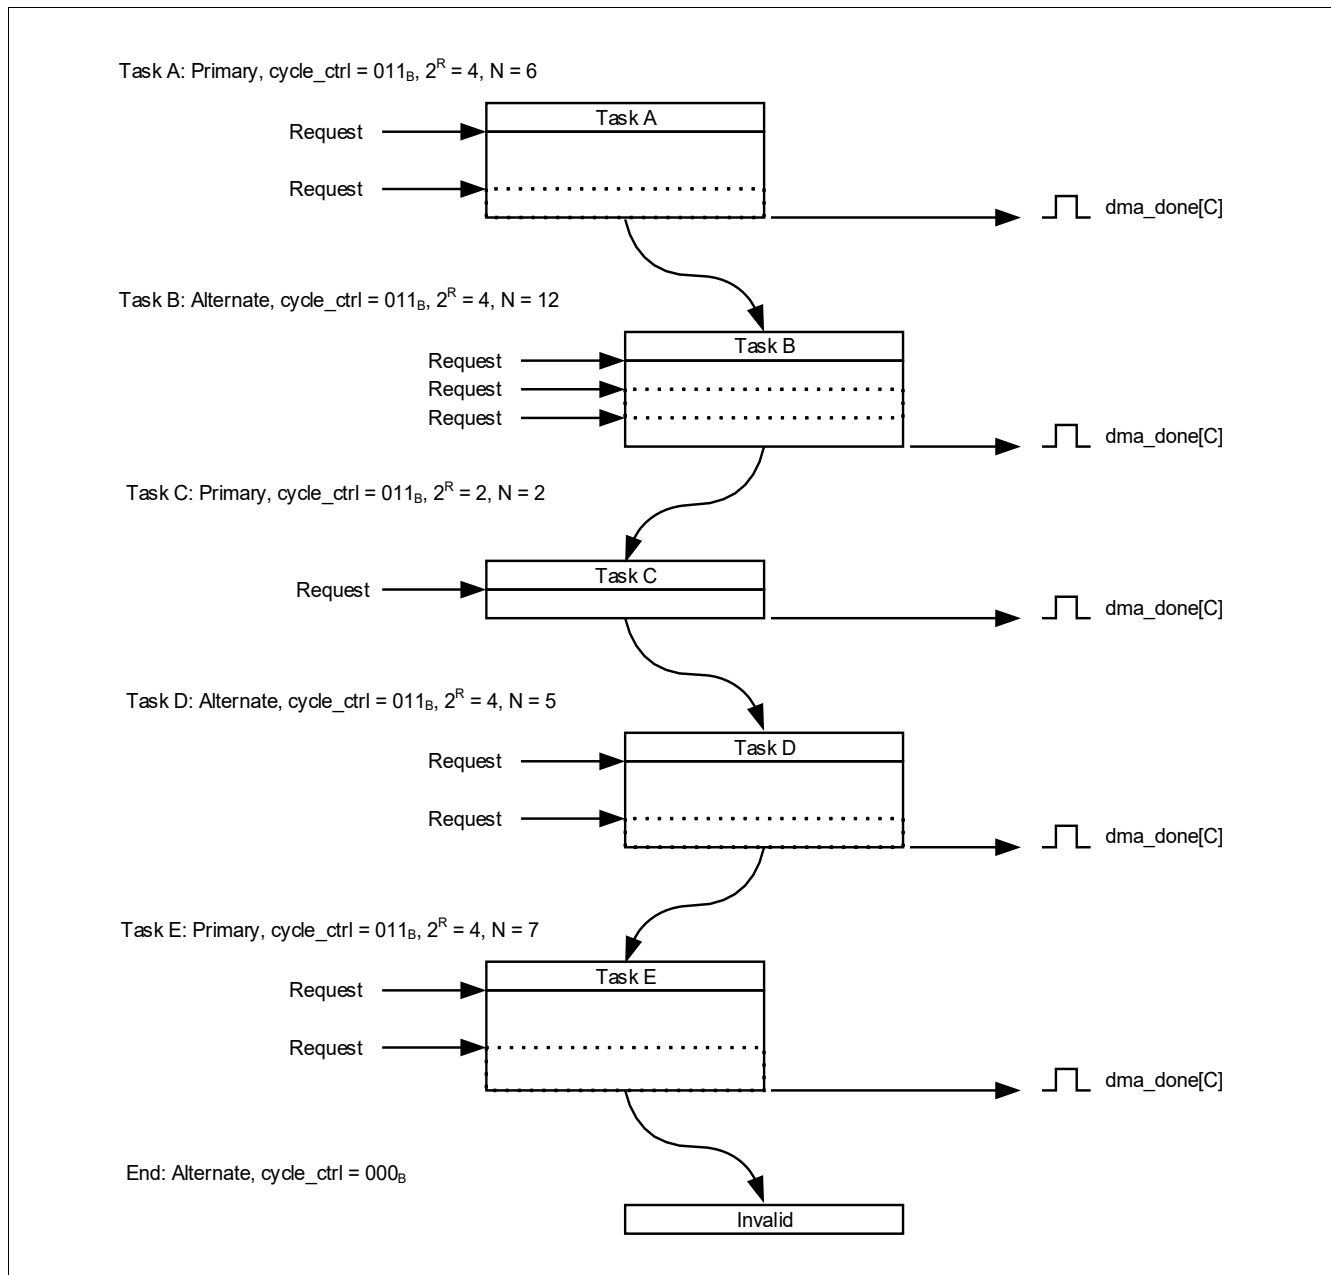 Task A: Primary, cycle_ctrl = 011B, 2R = 4, N = 6
Task A
Request
Request
dma_done[C]
Task B: Alternate, cycle_ctrl = 011B, 2R = 4, N = 12
Task B
Request
Request
Request
dma_done[C]
Task C: Primary, cycle_ctrl = 011B, 2R = 2, N = 2
Task C
Request
dma_done[C]
Task D: Alternate, cycle_ctrl = 011B, 2R = 4, N = 5
Task D
Request
Request
dma_done[C]
Task E: Primary, cycle_ctrl = 011B, 2R = 4, N = 7
Task E
Request
Request
dma_done[C]
End: Alternate, cycle_ctrl = 000B
Invalid